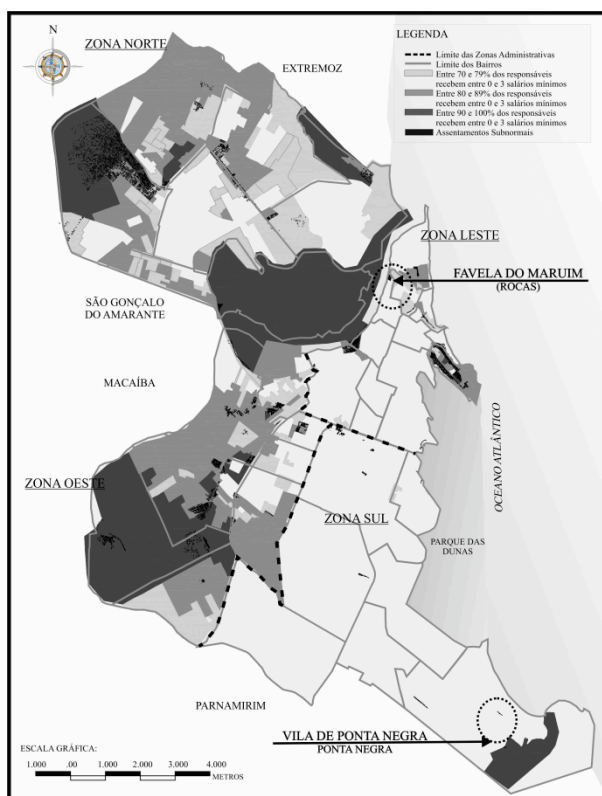 N
ZONA NORTE
EXTREMOZ
LEGENDA
Limite das Zonas Administrativas
Limite dos Bairros
Entre 70 e 79% dos responsáveis
recebem entre 0 e 3 salários mínimos
Entre 80 e 89% dos responsáveis
recebem entre 0 e 3 salários mínimos
Entre 90 e 100% dos responsáveis
recebem entre 0 e 3 salários mínimos
Assentamentos Subnormais
ZONA LESTE
FAVELA DO MARUIM
(ROCAS)
SÃO GONÇALO
DO AMARANTE
MACAÍBA
OCEANO ATLÂNTICO
ZONA OESTE
ZONA SUL
PARQUE DAS
DUNAS
PARNAMIRIM
VILA DE PONTA NEGRA
PONTA NEGRA
ESCALA GRÁFICA:
1.000 .00 1.000 2.000 3.000 4.000
METROS